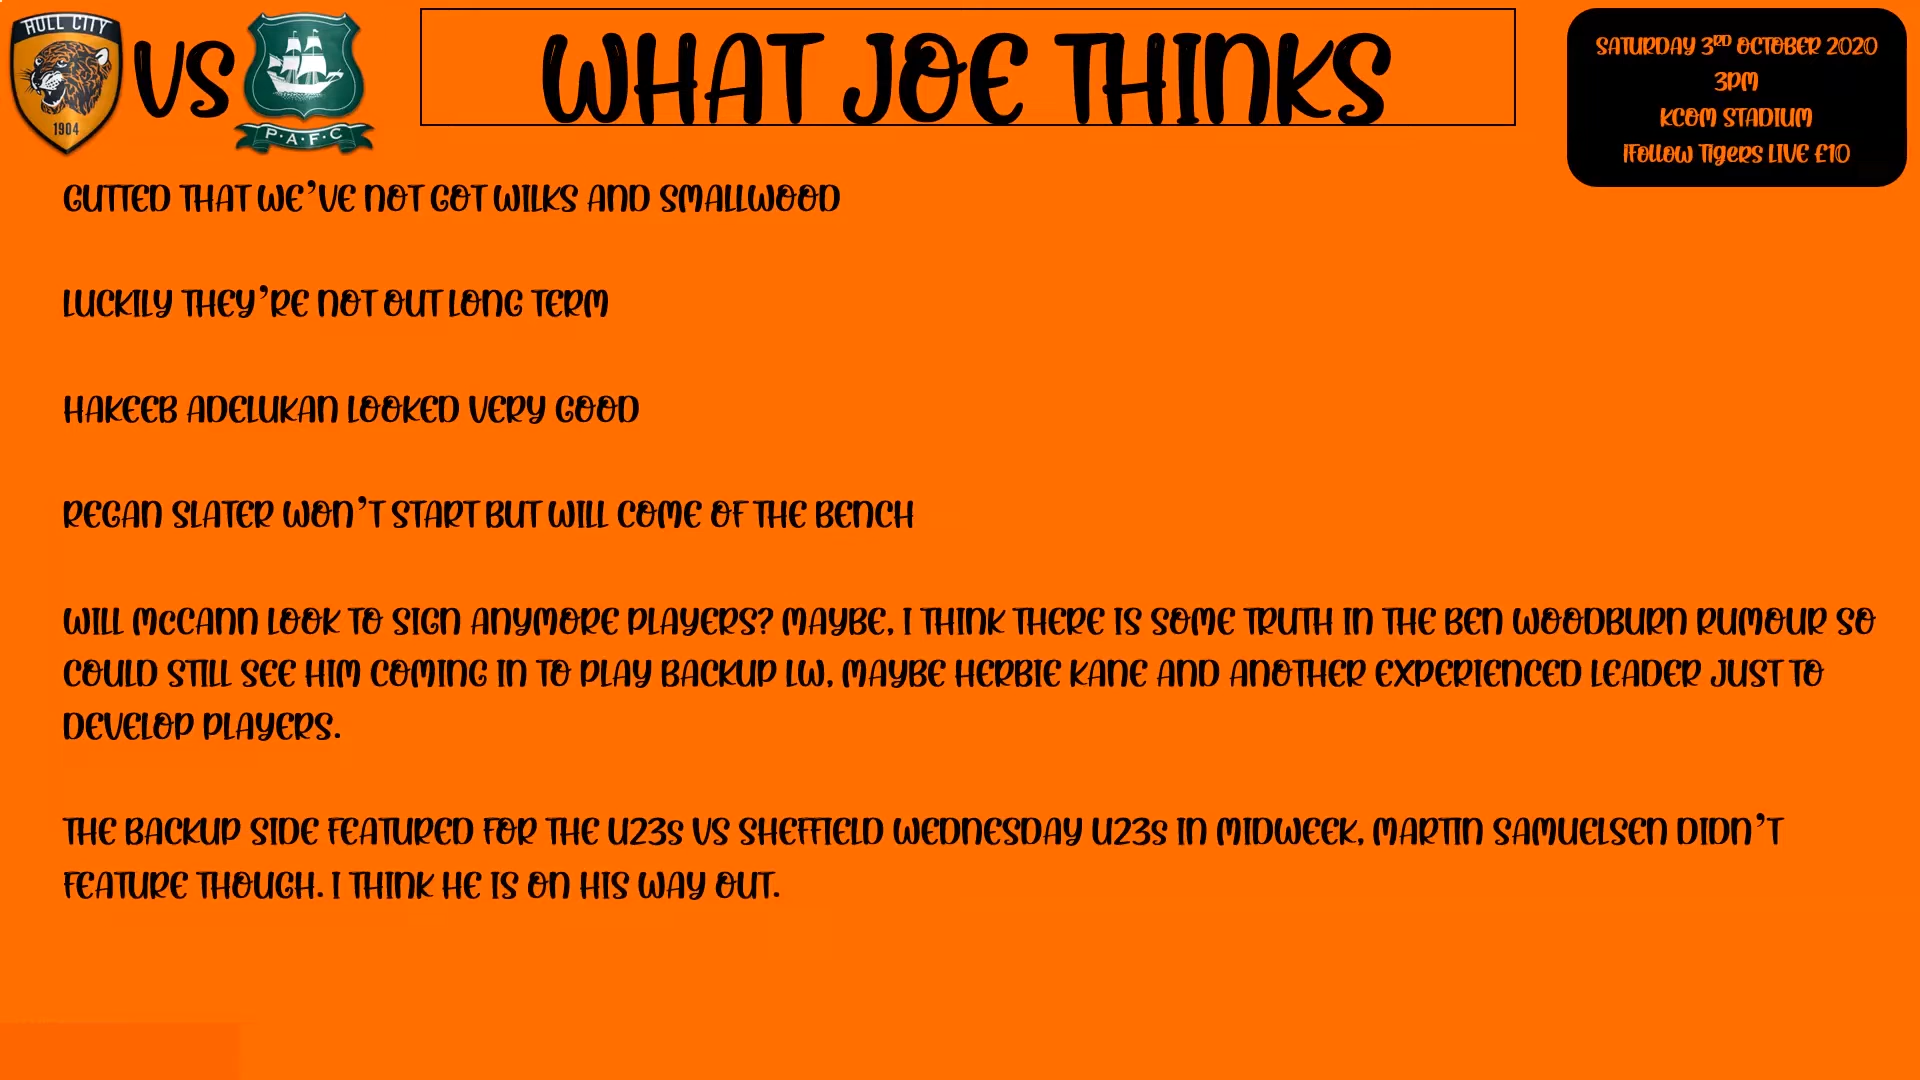 HULL CITY
1904
VS
P.A.F.C
WHAT JOE THINKS
SATURDAY 3RD OCTOBER 2020
3PM
KCOM STADIUM
iFollow Tigers LIVE £10
GUTTED THAT WE'VE NOT GOT WILKS AND SMALLWOOD
LUCKILY THEY'RE NOT OUT LONG TERM
HAKEEB ADELUKAN LOOKED VERY GOOD
REGAN SLATER WON'T START BUT WILL COME OF THE BENCH
WILL McCANN LOOK TO SIGN ANYMORE PLAYERS? MAYBE, I THINK THERE IS SOME TRUTH IN THE BEN WOODBURN RUMOUR SO
COULD STILL SEE HIM COMING IN TO PLAY BACKUP LW, MAYBE HERBIE KANE AND ANOTHER EXPERIENCED LEADER JUST TO
DEVELOP PLAYERS.
THE BACKUP SIDE FEATURED FOR THE U23s VS SHEFFIELD WEDNESDAY U23s IN MIDWEEK, MARTIN SAMUELSEN DIDN'T
FEATURE THOUGH. I THINK HE IS ON HIS WAY OUT.